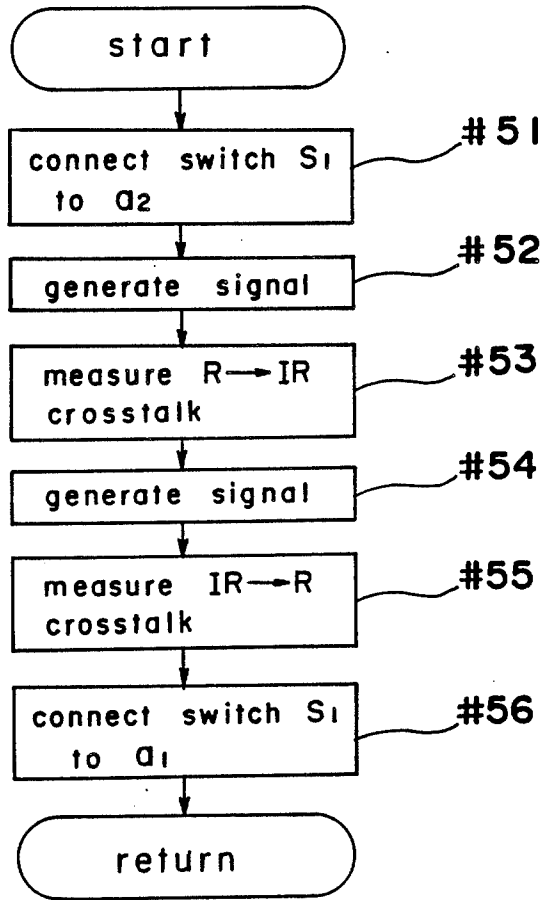 start
connect switch S₁
to a₂
#51
generate signal
#52
measure R→IR
crosstalk
#53
generate signal
#54
measure IR→R
crosstalk
#55
connect switch S₁
to a₁
#56
return